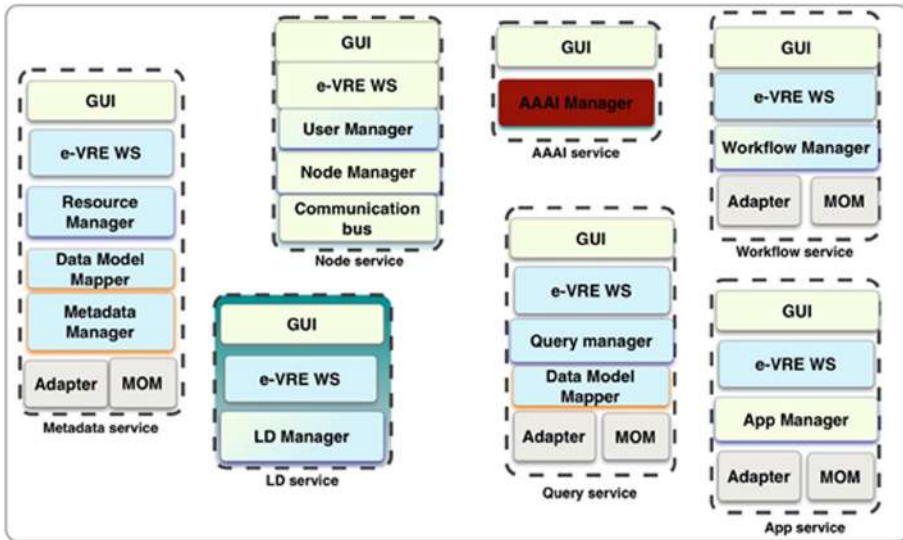 GUI
e-VRE WS
Resource
Manager
Data Model
Mapper
Metadata
Manager
Adapter
MOM
Metadata service
GUI
e-VRE WS
User Manager
Node Manager
Communication
bus
Node service
GUI
e-VRE WS
LD Manager
LD service
GUI
AAAI Manager
AAAI service
GUI
e-VRE WS
Query manager
Data Model
Mapper
Adapter
MOM
Query service
GUI
e-VRE WS
Workflow Manager
Adapter
MOM
Workflow service
GUI
e-VRE WS
App Manager
Adapter
MOM
App service